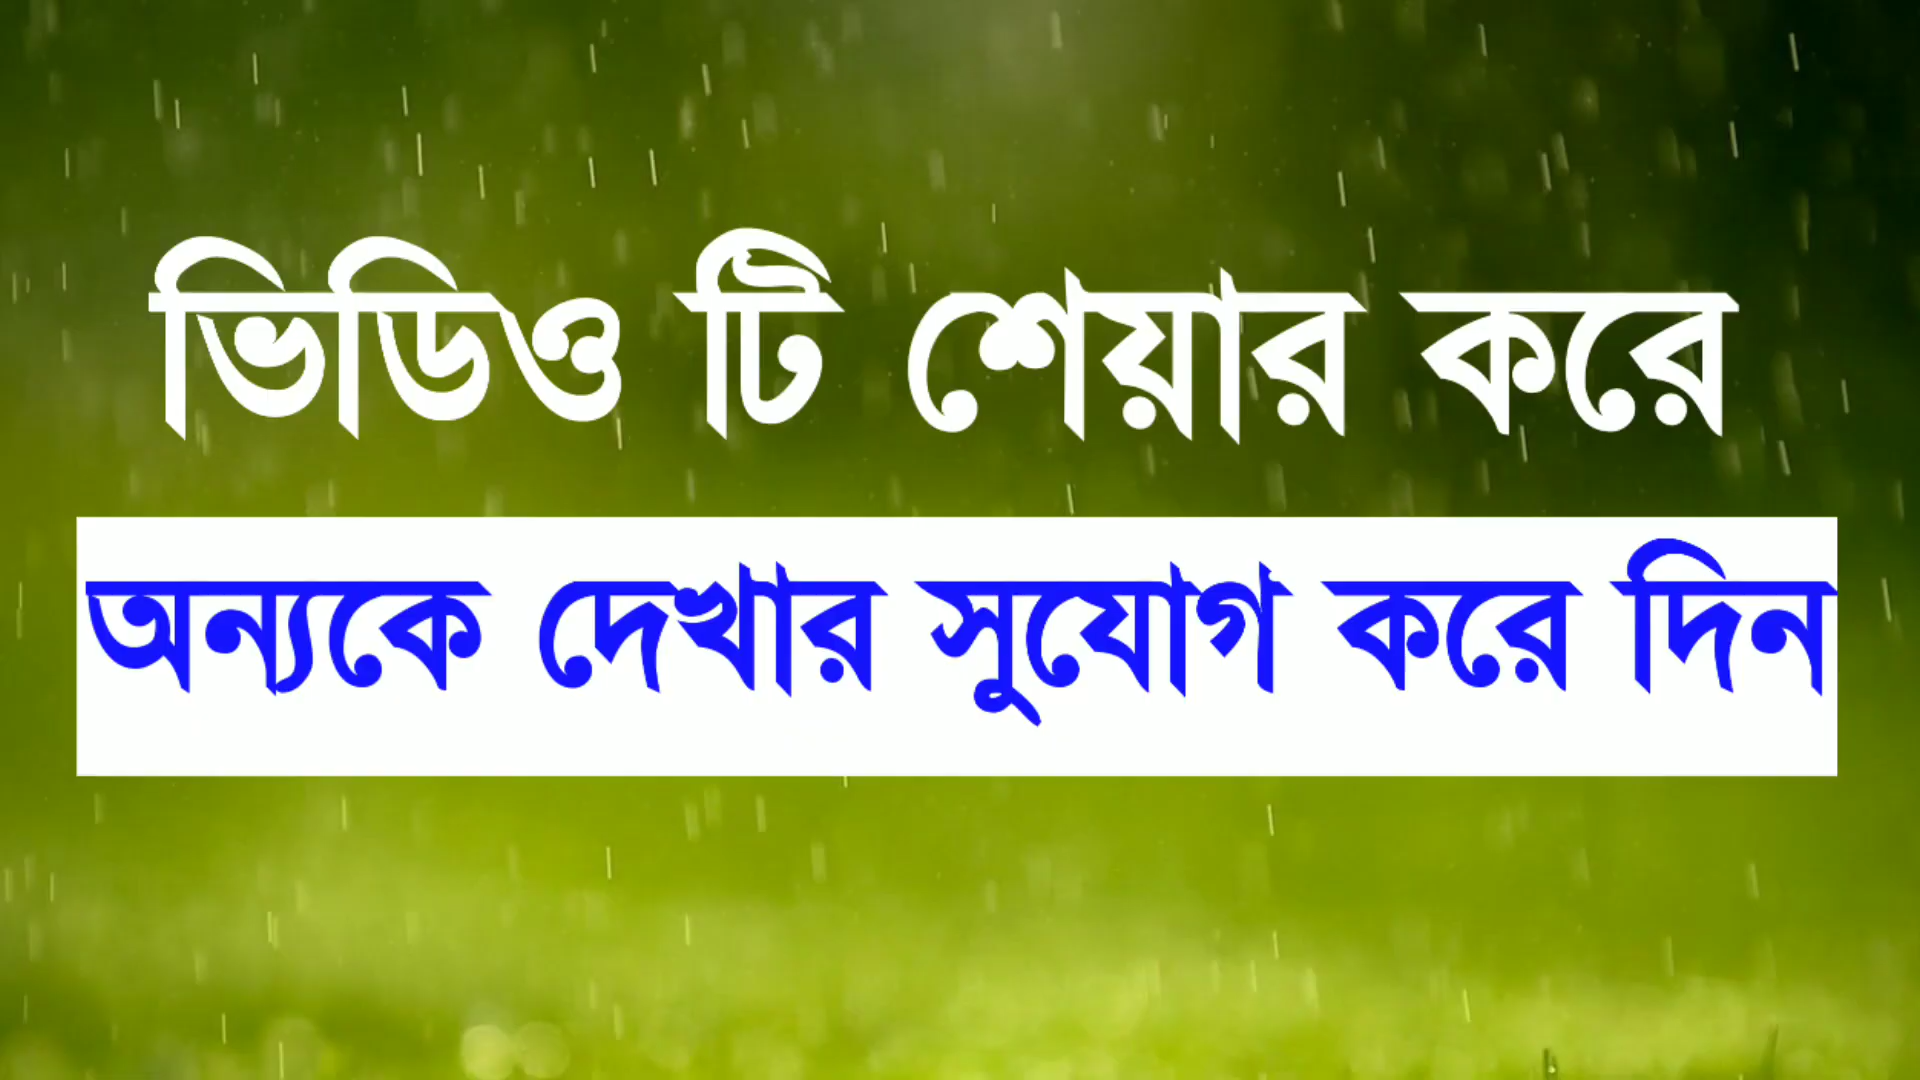 ভিডিও টি শেয়ার করে
অন্যকে দেখার সুযোগ করে দিন